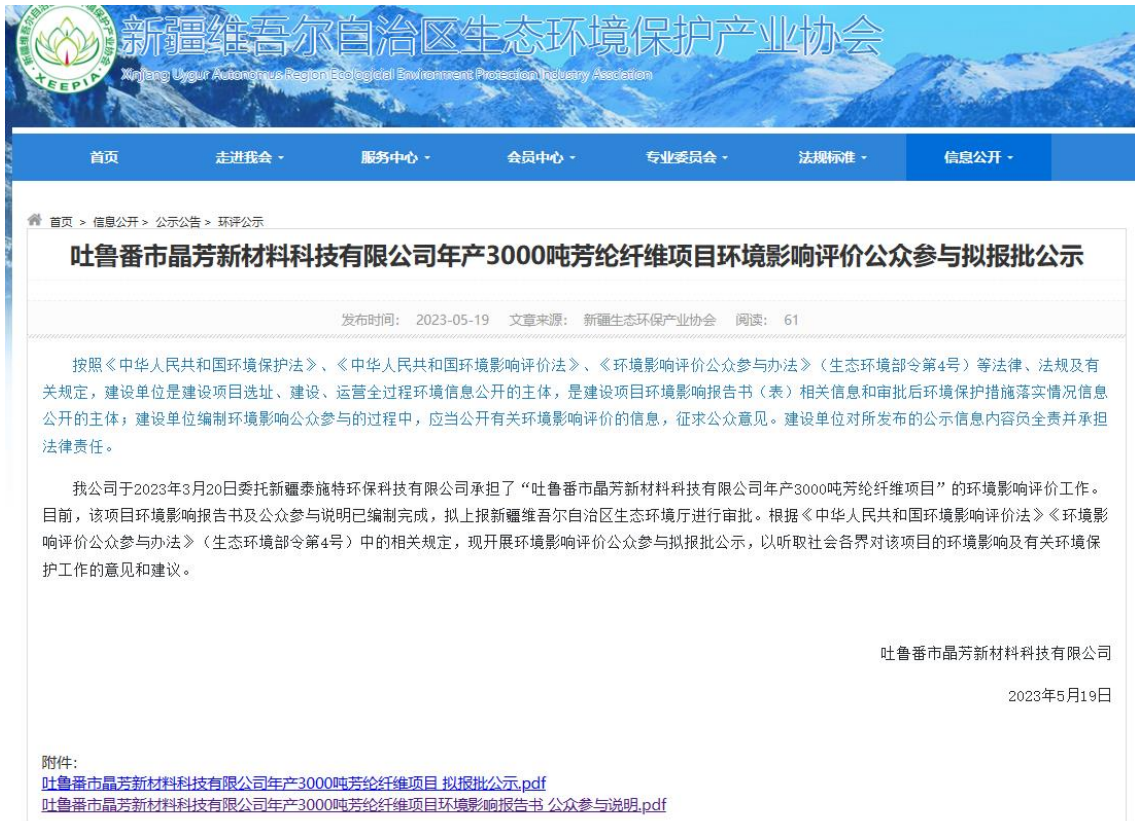 新疆维吾尔自治区生态环境保护产业协会
Xinjiang Uygur Autonomus Region Ecologicial Environment Protection Industry Assciation
XEEPIA
首页 走进我会 服务中心 会员中心 专业委员会 法规标准 信息公开
首页 > 信息公开 > 公示公告 > 环评公示
吐鲁番市晶芳新材料科技有限公司年产3000吨芳纶纤维项目环境影响评价公众参与拟报批公示
发布时间： 2023-05-19 文章来源： 新疆生态环保产业协会 阅读： 61
按照《中华人民共和国环境保护法》、《中华人民共和国环境影响评价法》、《环境影响评价公众参与办法》（生态环境部令第4号）等法律、法规及有
关规定，建设单位是建设项目选址、建设、运营全过程环境信息公开的主体，是建设项目环境影响报告书（表）相关信息和审批后环境保护措施落实情况信息
公开的主体；建设单位编制环境影响公众参与的过程中，应当公开有关环境影响评价的信息，征求公众意见。建设单位对所发布的公示信息内容负全责并承担
法律责任。
我公司于2023年3月20日委托新疆泰施特环保科技有限公司承担了“吐鲁番市晶芳新材料科技有限公司年产3000吨芳纶纤维项目”的环境影响评价工作。
目前，该项目环境影响报告书及公众参与说明已编制完成，拟上报新疆维吾尔自治区生态环境厅进行审批。根据《中华人民共和国环境影响评价法》《环境影
响评价公众参与办法》（生态环境部令第4号）中的相关规定，现开展环境影响评价公众参与拟报批公示，以听取社会各界对该项目的环境影响及有关环境保
护工作的意见和建议。
吐鲁番市晶芳新材料科技有限公司
2023年5月19日
附件：
吐鲁番市晶芳新材料科技有限公司年产3000吨芳纶纤维项目 拟报批公示.pdf
吐鲁番市晶芳新材料科技有限公司年产3000吨芳纶纤维项目环境影响报告书 公众参与说明.pdf